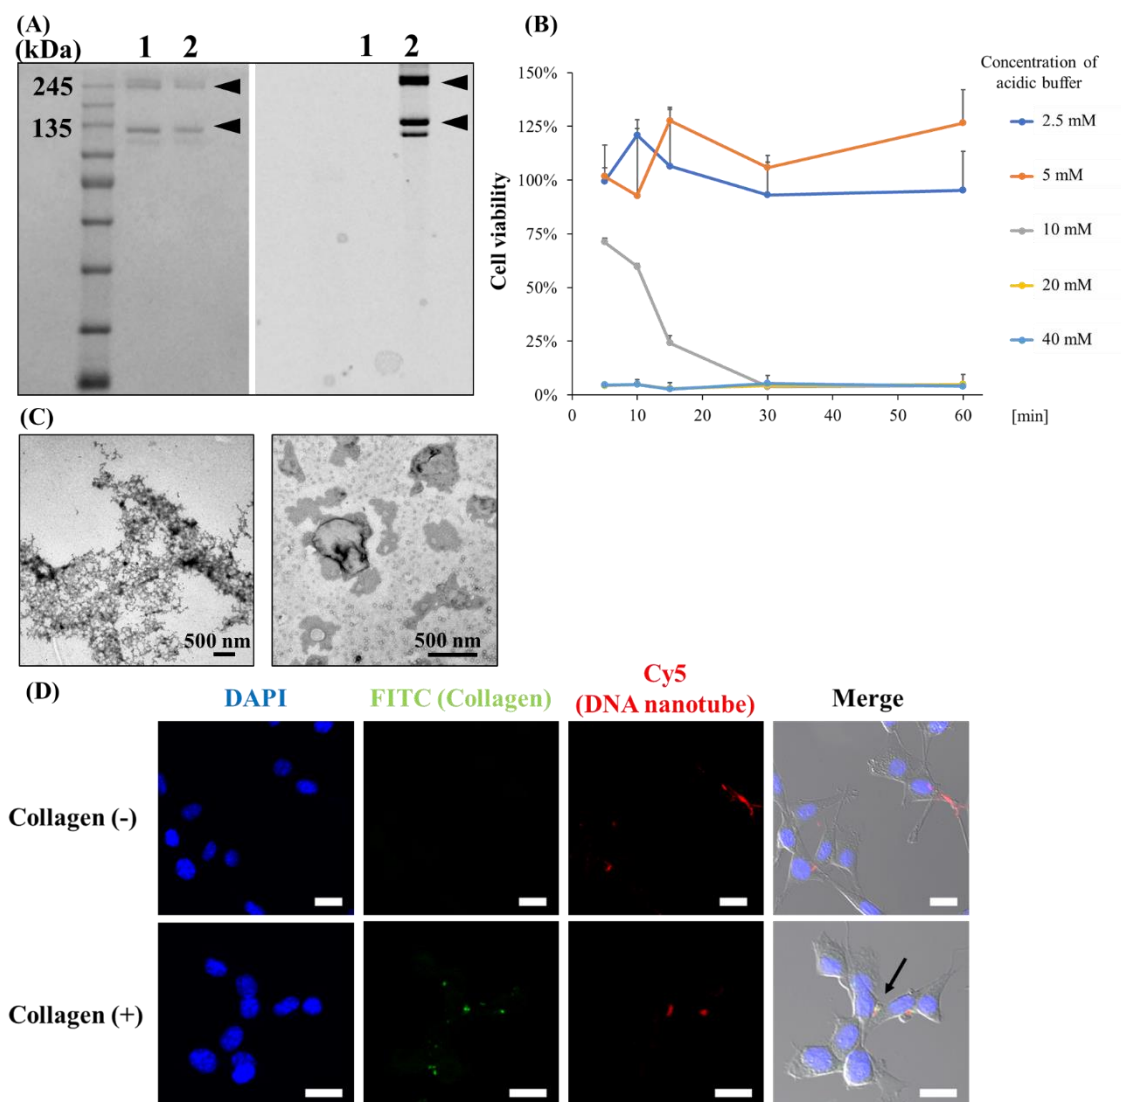 (A)
(kDa)
1 2
1 2
245
135
(B)
150%
125%
100%
75%
50%
25%
0%
Cell viability
0 10 20 30 40 50 60 [min]
Concentration of
acidic buffer
2.5 mM
5 mM
10 mM
20 mM
40 mM
(C)
500 nm
500 nm
(D)
DAPI
FITC (Collagen)
Cy5
(DNA nanotube)
Merge
Collagen (-)
Collagen (+)